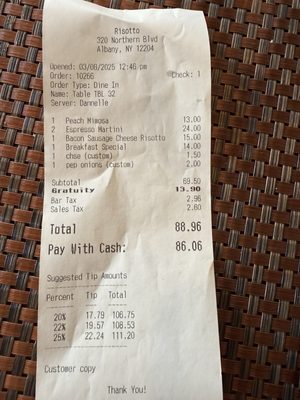 Risotto
320 Northern Blvd
Albany, NY 12204
Opened: 03/08/2025 12:46 pm
Order: 10266 Check: 1
Order Type: Dine In
Name: Table TBL 32
Server: Dannelle
1 Peach Mimosa 13.00
2 Espresso Martini 24.00
1 Bacon Sausage Cheese Risotto 15.00
1 Breakfast Special 14.00
1 chse (custom) 1.50
1 pep onions (custom) 2.00
Subtotal 69.50
Gratuity 13.90
Bar Tax 2.96
Sales Tax 2.60
Total 88.96
Pay With Cash: 86.06
Suggested Tip Amounts
Percent Tip Total
20% 17.79 106.75
22% 19.57 108.53
25% 22.24 111.20
Customer copy
Thank You!